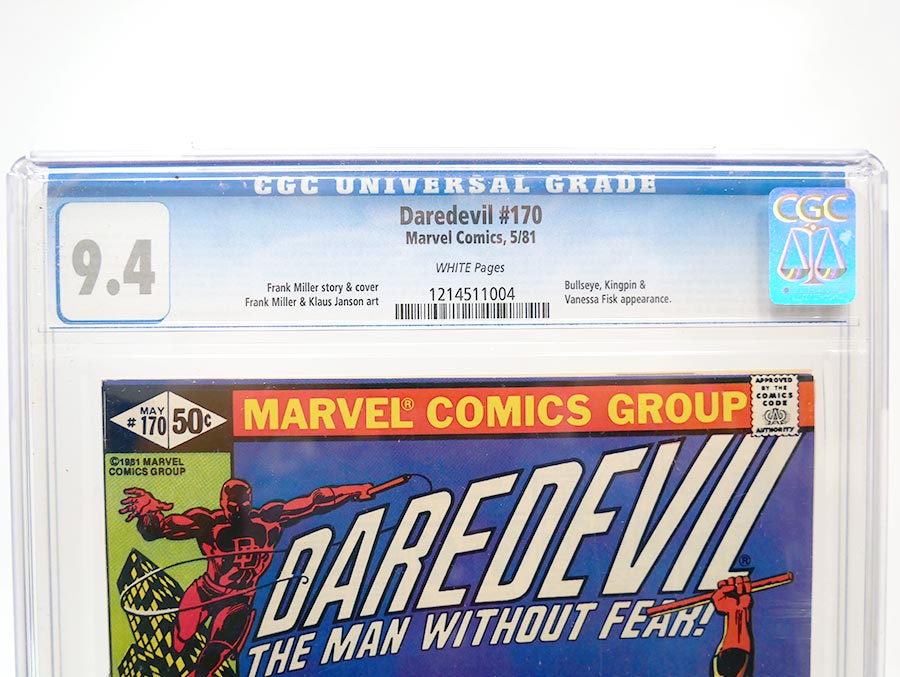 CGC UNIVERSAL GRADE
9.4
Daredevil #170
Marvel Comics, 5/81
WHITE Pages
Frank Miller story & cover
Frank Miller & Klaus Janson art
1214511004
Bullseye, Kingpin &
Vanessa Fisk appearance.
CGC
MAY
#170
50¢
MARVEL® COMICS GROUP
APPROVED
BY THE
COMICS
CODE
CA
AUTHORITY
©1981 MARVEL
COMICS GROUP
DD
DAREDEVIL®
THE MAN WITHOUT FEAR!